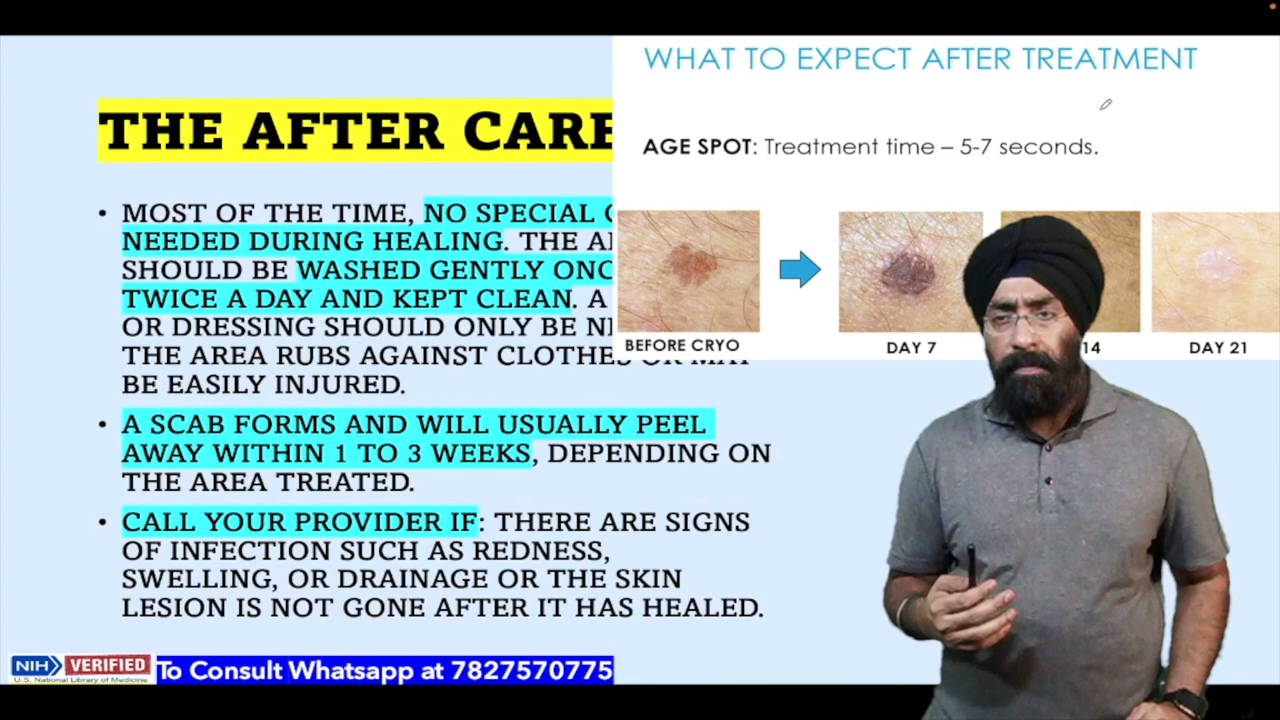 WHAT TO EXPECT AFTER TREATMENT
AGE SPOT: Treatment time – 5-7 seconds.
BEFORE CRYO
DAY 7
14
DAY 21
THE AFTER CARE
• MOST OF THE TIME, NO SPECIAL
NEEDED DURING HEALING. THE
SHOULD BE WASHED GENTLY
TWICE A DAY AND KEPT CLEAN. A
OR DRESSING SHOULD ONLY BE
THE AREA RUBS AGAINST CLOTHES OR MAY
BE EASILY INJURED.
• A SCAB FORMS AND WILL USUALLY PEEL
AWAY WITHIN 1 TO 3 WEEKS, DEPENDING ON
THE AREA TREATED.
• CALL YOUR PROVIDER IF: THERE ARE SIGNS
OF INFECTION SUCH AS REDNESS,
SWELLING, OR DRAINAGE OR THE SKIN
LESION IS NOT GONE AFTER IT HAS HEALED.
NIH VERIFIED
U.S. National Library of Medicine
To Consult Whatsapp at 7827570775